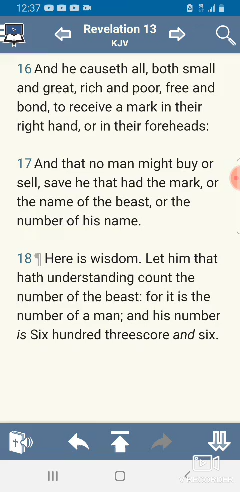 12:37
Revelation 13
KJV
16 And he causeth all, both small
and great, rich and poor, free and
bond, to receive a mark in their
right hand, or in their foreheads:
17 And that no man might buy or
sell, save he that had the mark, or
the name of the beast, or the
number of his name.
18 ¶ Here is wisdom. Let him that
hath understanding count the
number of the beast: for it is the
number of a man; and his number
is Six hundred threescore and six.